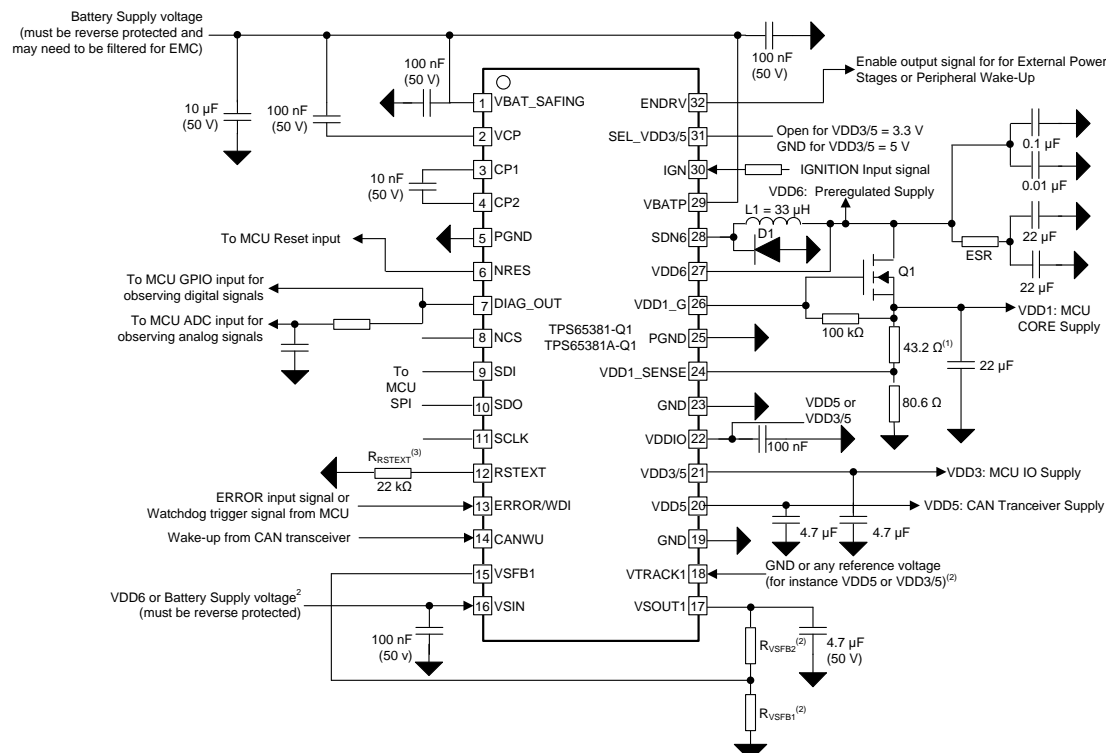 Battery Supply voltage
(must be reverse protected and
may need to be filtered for EMC)
10 µF
(50 V)
100 nF
(50 V)
100 nF
(50 V)
100 nF
(50 V)
Enable output signal for for External Power
Stages or Peripheral Wake-Up
1 VBAT_SAFING
2 VCP
3 CP1
4 CP2
10 nF
(50 V)
5 PGND
To MCU Reset input
6 NRES
To MCU GPIO input for
observing digital signals
7 DIAG_OUT
To MCU ADC input for
observing analog signals
8 NCS
9 SDI
To
MCU
SPI
10 SDO
11 SCLK
RRSTEXT(3)
22 kΩ
12 RSTEXT
ERROR input signal or
Watchdog trigger signal from MCU
13 ERROR/WDI
Wake-up from CAN transceiver
14 CANWU
15 VSFB1
VDD6 or Battery Supply voltage2
(must be reverse protected)
16 VSIN
100 nF
(50 v)
TPS65381-Q1
TPS65381A-Q1
ENDRV 32
SEL_VDD3/5 31
Open for VDD3/5 = 3.3 V
GND for VDD3/5 = 5 V
IGN 30
IGNITION Input signal
VBATP 29
VDD6: Preregulated Supply
L1 = 33 µH
D1
SDN6 28
VDD6 27
VDD1_G 26
Q1
100 kΩ
PGND 25
VDD1_SENSE 24
43.2 Ω(1)
80.6 Ω
22 µF
VDD1: MCU
CORE Supply
0.1 µF
0.01 µF
22 µF
ESR
22 µF
GND 23
VDD5 or
VDD3/5
VDDIO 22
100 nF
VDD3/5 21
VDD3: MCU IO Supply
VDD5 20
VDD5: CAN Tranceiver Supply
4.7 µF
4.7 µF
GND 19
VTRACK1 18
GND or any reference voltage
(for instance VDD5 or VDD3/5)(2)
VSOUT1 17
RVSFB2(2)
4.7 µF
(50 V)
RVSFB1(2)